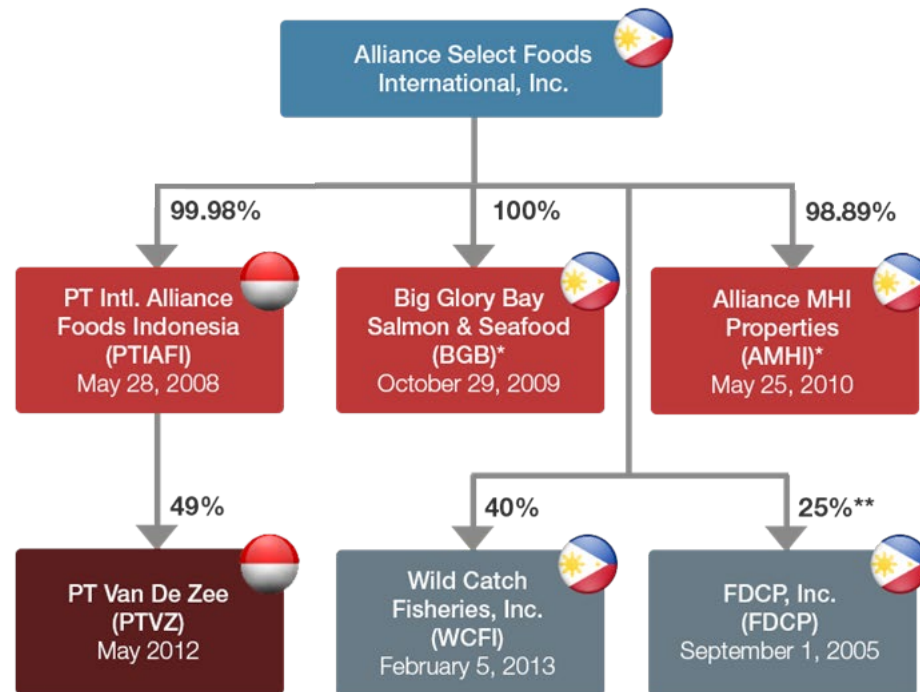 Alliance Select Foods
International, Inc.
99.98%
100%
98.89%
PT Intl. Alliance
Foods Indonesia
(PTIAFI)
May 28, 2008
Big Glory Bay
Salmon & Seafood
(BGB)*
October 29, 2009
Alliance MHI
Properties
(AMHI)*
May 25, 2010
49%
40%
25%**
PT Van De Zee
(PTVZ)
May 2012
Wild Catch
Fisheries, Inc.
(WCFI)
February 5, 2013
FDCP, Inc.
(FDCP)
September 1, 2005